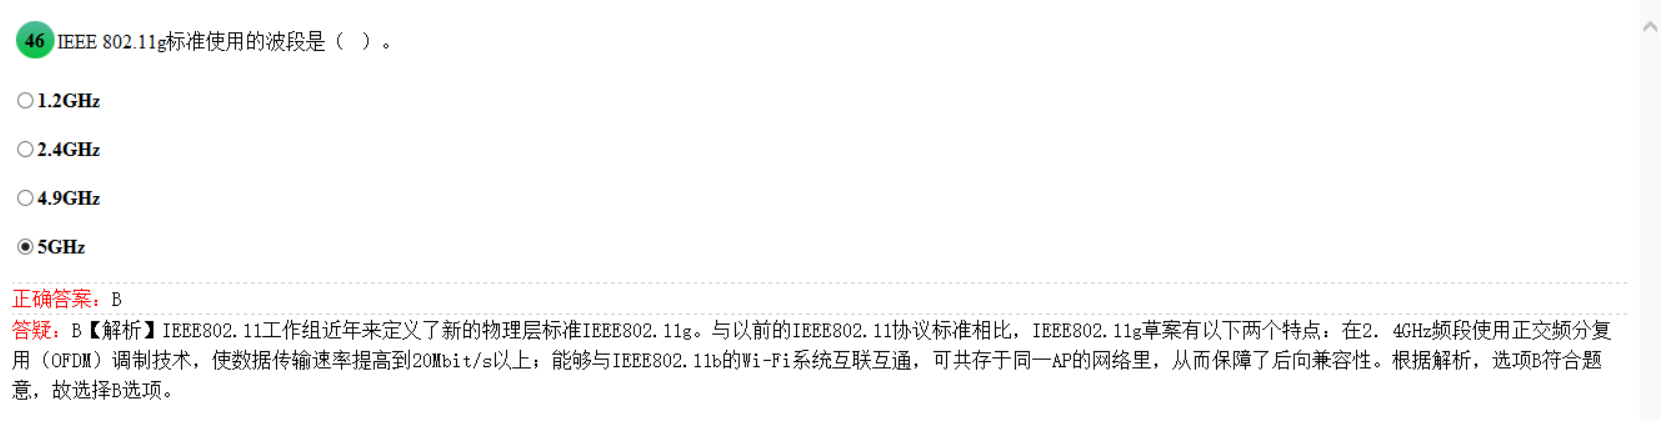 46 IEEE 802.11g标准使用的波段是（ ）。
1.2GHz
2.4GHz
4.9GHz
5GHz
正确答案：B
答疑：B【解析】IEEE802.11工作组近年来定义了新的物理层标准IEEE802.11g。与以前的IEEE802.11协议标准相比，IEEE802.11g草案有以下两个特点：在2. 4GHz频段使用正交频分复
用（OFDM）调制技术，使数据传输速率提高到20Mbit/s以上；能够与IEEE802.11b的Wi-Fi系统互联互通，可共存于同一AP的网络里，从而保障了后向兼容性。根据解析，选项B符合题
意，故选择B选项。